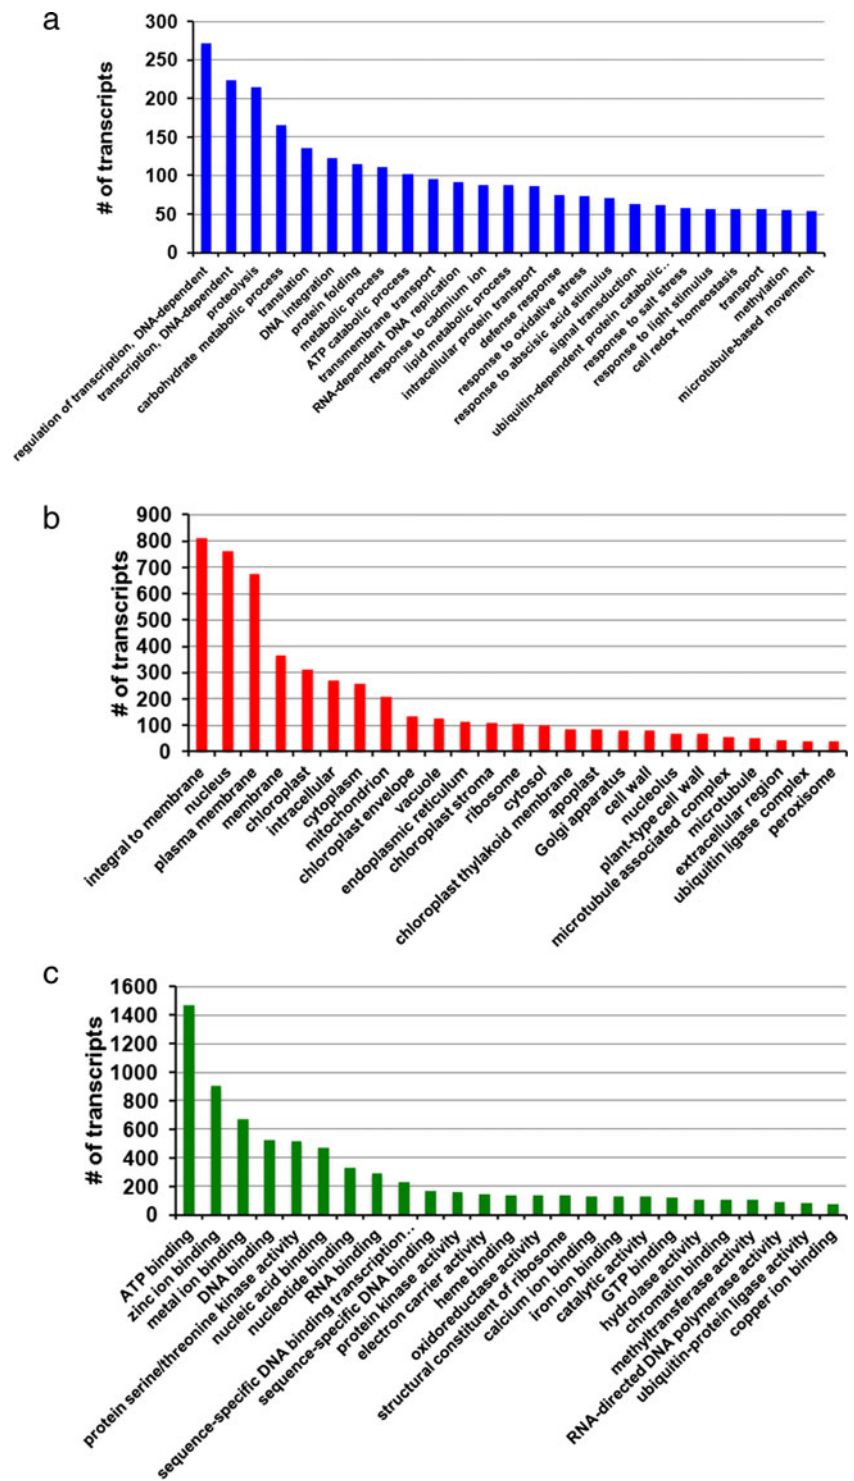 a
# of transcripts
300
250
200
150
100
50
0
regulation of transcription, DNA-dependent
transcription, DNA-dependent
proteolysis
carbohydrate metabolic process
translation
DNA integration
protein folding
metabolic process
ATP catabolic process
transmembrane transport
RNA-dependent DNA replication
response to cadmium ion
lipid metabolic process
intracellular protein transport
defense response
response to oxidative stress
response to abscisic acid stimulus
signal transduction
ubiquitin-dependent protein catabolic..
response to salt stress
response to light stimulus
cell redox homeostasis
transport
methylation
microtubule-based movement
b
# of transcripts
900
800
700
600
500
400
300
200
100
0
integral to membrane
nucleus
plasma membrane
membrane
chloroplast
intracellular
cytoplasm
mitochondrion
chloroplast envelope
vacuole
endoplasmic reticulum
chloroplast stroma
ribosome
cytosol
chloroplast thylakoid membrane
apoplast
Golgi apparatus
cell wall
nucleolus
plant-type cell wall
microtubule associated complex
microtubule
extracellular region
ubiquitin ligase complex
peroxisome
c
# of transcripts
1600
1400
1200
1000
800
600
400
200
0
ATP binding
zinc ion binding
metal ion binding
DNA binding
protein serine/threonine kinase activity
nucleic acid binding
nucleotide binding
RNA binding
sequence-specific DNA binding transcription..
sequence-specific DNA binding
protein kinase activity
electron carrier activity
heme binding
oxidoreductase activity
structural constituent of ribosome
calcium ion binding
iron ion binding
catalytic activity
GTP binding
hydrolase activity
chromatin binding
methyltransferase activity
RNA-directed DNA polymerase activity
ubiquitin-protein ligase activity
copper ion binding